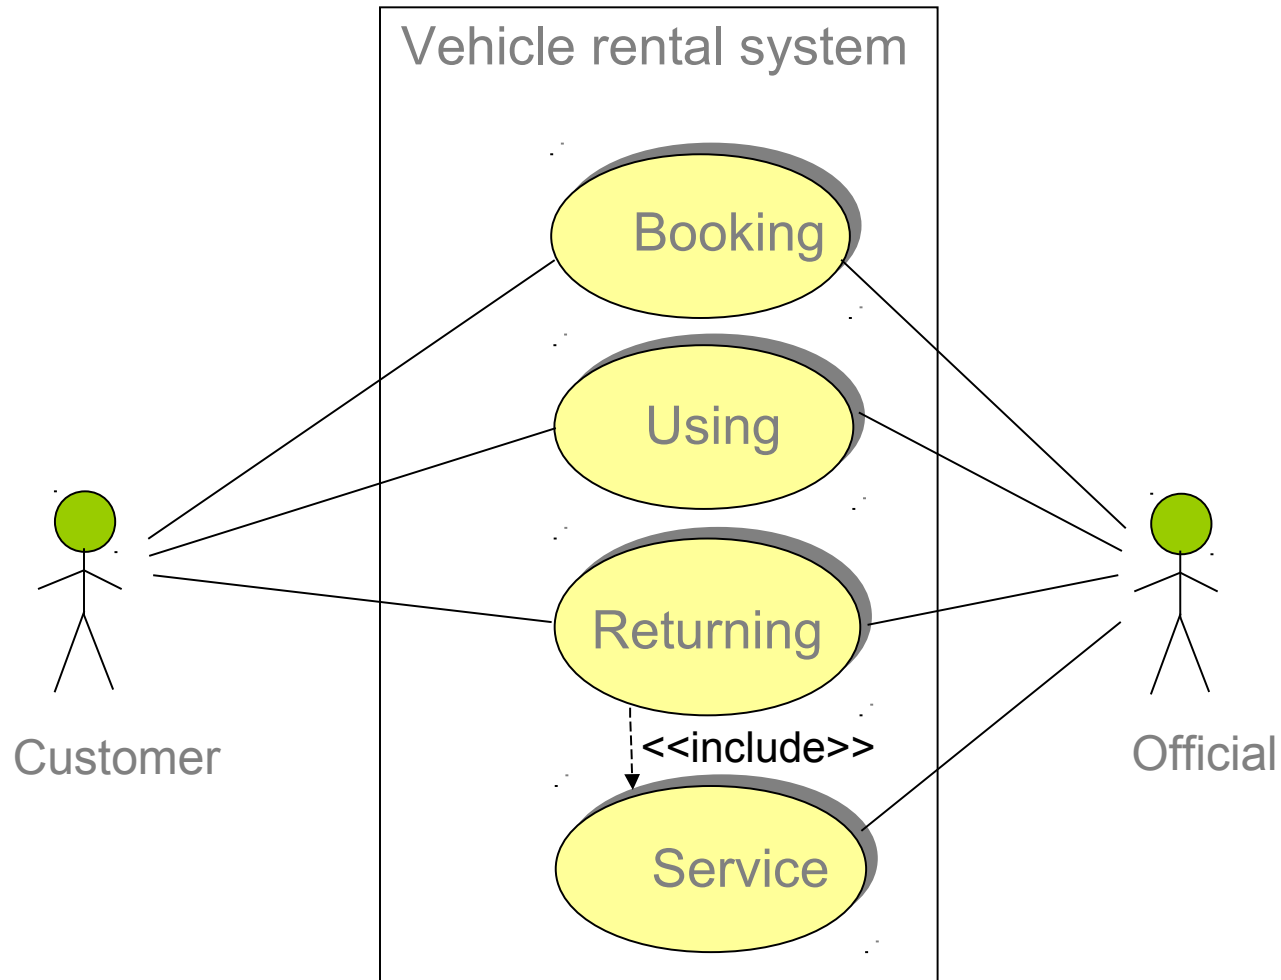 Vehicle rental system
Booking
Using
Returning
<<include>>
Customer
Official
Service